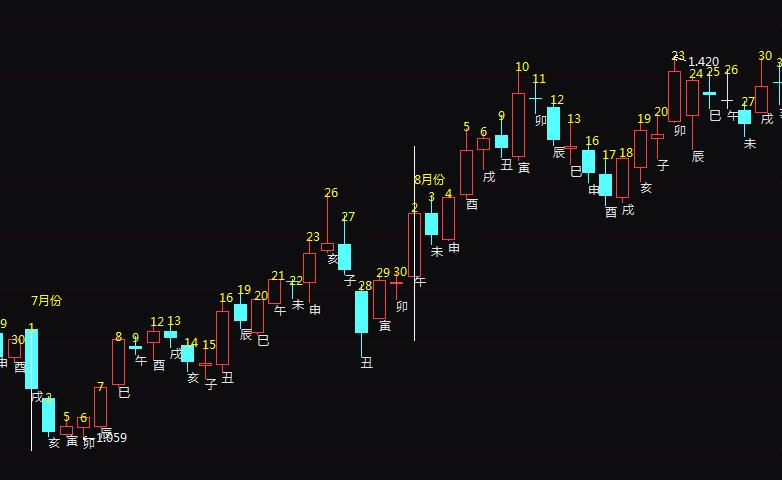 7月份
9 申
30 酉
1 戌
2 亥
5 寅
6 卯
1.059
7 辰
8 巳
9 午
12 酉
13 戌
14 亥
15 子
16 丑
19 辰
20 巳
21 午
22 未
23 申
26 亥
27 子
28 丑
29 寅
30 卯
8月份
2 午
3 未
4 申
5 酉
6 戌
9 丑
10 寅
11 卯
12 辰
13 巳
16 申
17 酉
18 戌
19 亥
20 子
23 卯
1.420
24 辰
25 巳
26 午
27 未
30 戌